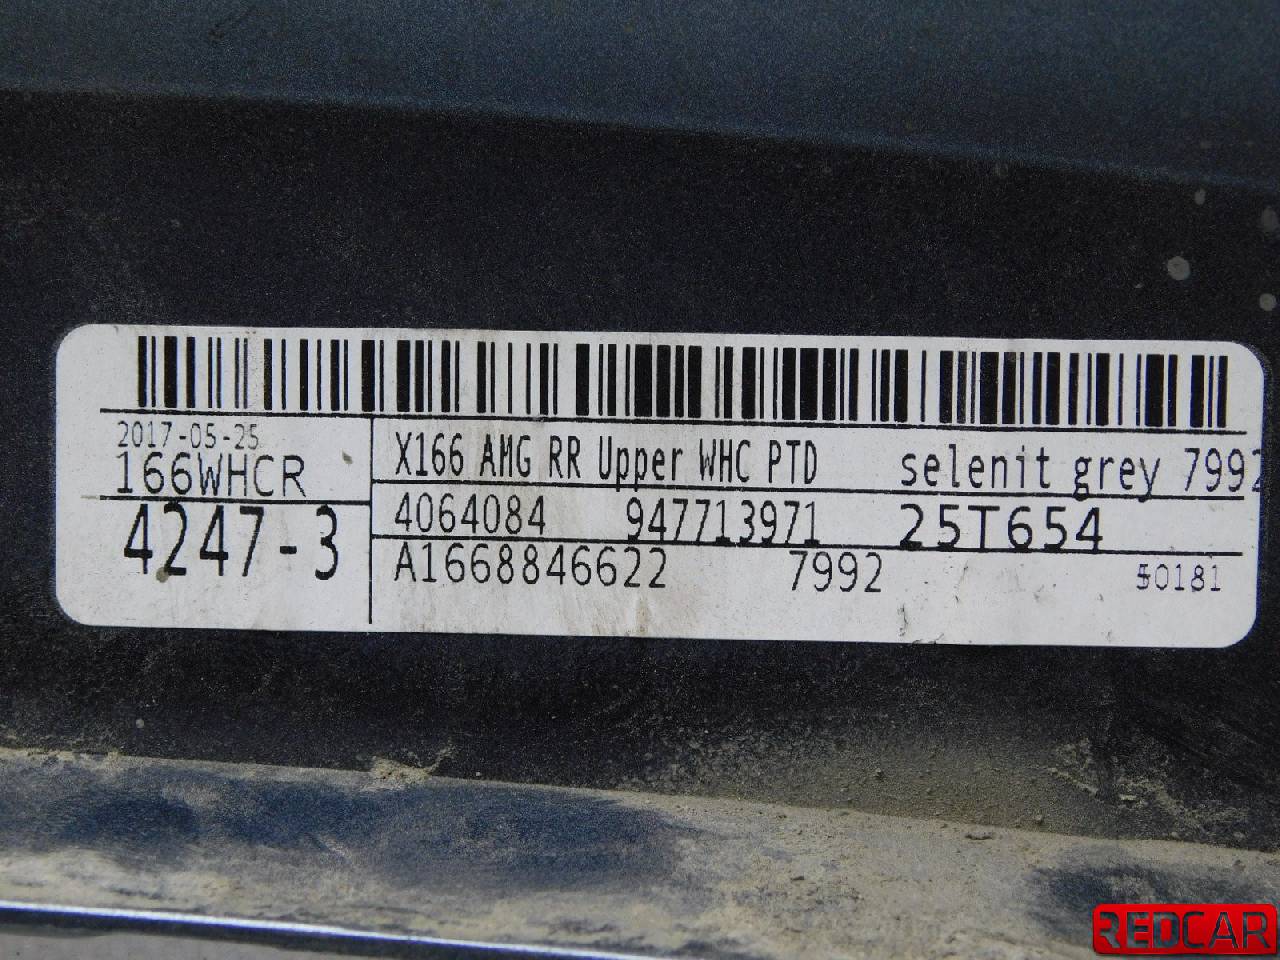 2017-05-25
166WHCR
4247-3
X166 AMG RR Upper WHC PTD selenit grey 7992
4064084 947713971 25T654
A1668846622 7992 50181
REDCAR